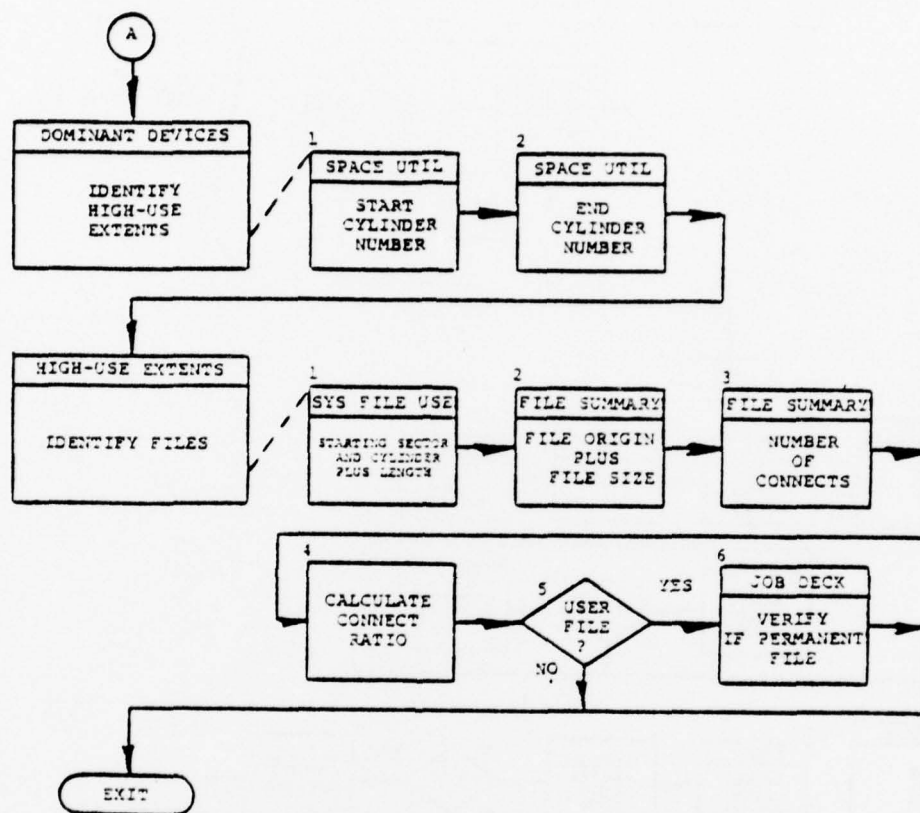 A
DOMINANT DEVICES
IDENTIFY
HIGH-USE
EXTENTS
1
SPACE UTIL
START
CYLINDER
NUMBER
2
SPACE UTIL
END
CYLINDER
NUMBER
HIGH-USE EXTENTS
IDENTIFY FILES
1
SYS FILE USE
STARTING SECTOR
AND CYLINDER
PLUS LENGTH
2
FILE SUMMARY
FILE ORIGIN
PLUS
FILE SIZE
3
FILE SUMMARY
NUMBER
OF
CONNECTS
4
CALCULATE
CONNECT
RATIO
5
USER
FILE
?
YES
NO
6
JOB DECK
VERIFY
IF PERMANENT
FILE
EXIT